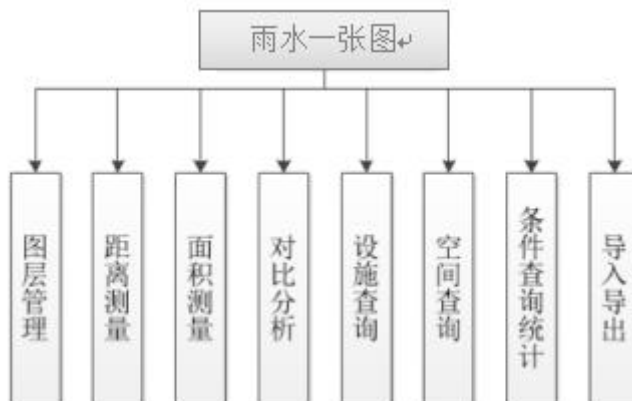 雨水一张图
图层管理
距离测量
面积测量
对比分析
设施查询
空间查询
条件查询统计
导入导出